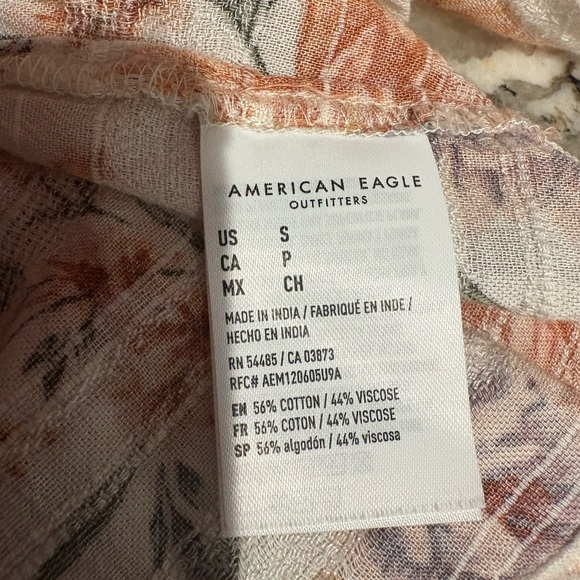 AMERICAN EAGLE
OUTFITTERS
US S
CA P
MX CH
MADE IN INDIA / FABRIQUÉ EN INDE /
HECHO EN INDIA
RN 54485 / CA 03873
RFC# AEM120605U9A
EN 56% COTTON / 44% VISCOSE
FR 56% COTON / 44% VISCOSE
SP 56% algodón / 44% viscosa